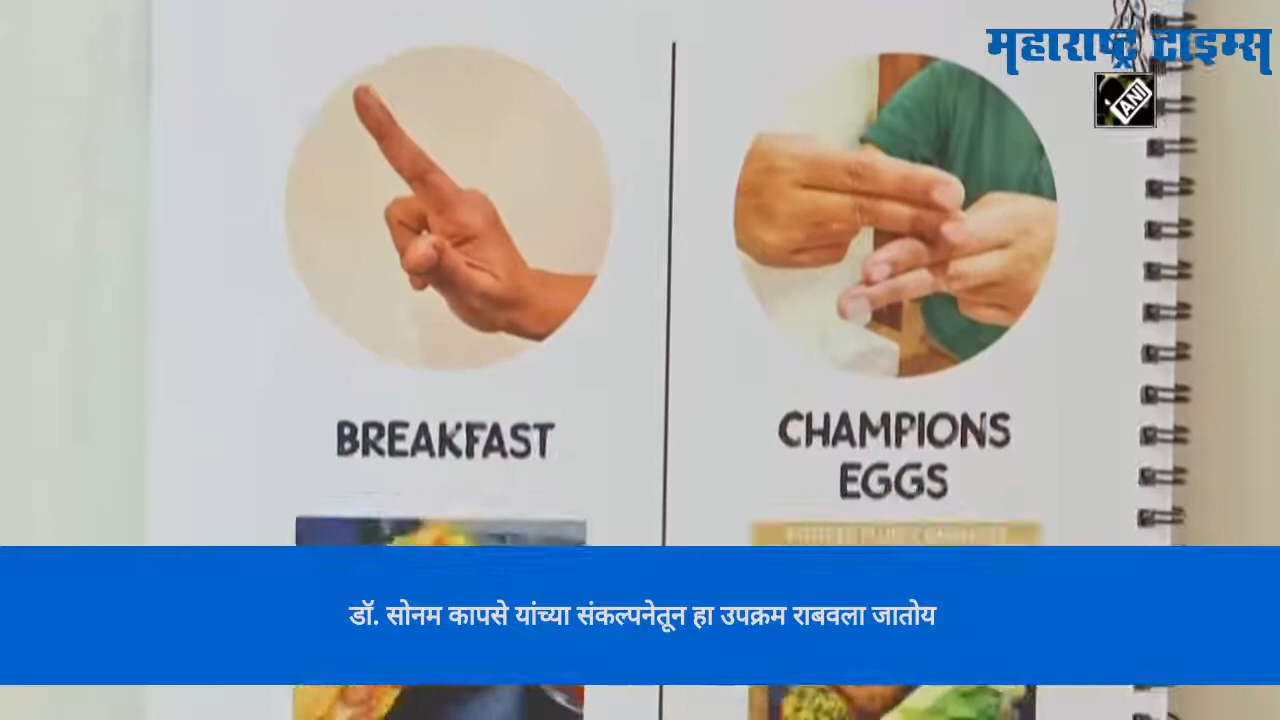 महाराष्ट्र टाइम्स
ANI
BREAKFAST
CHAMPIONS
EGGS
डॉ. सोनम कापसे यांच्या संकल्पनेतून हा उपक्रम राबवला जातोय